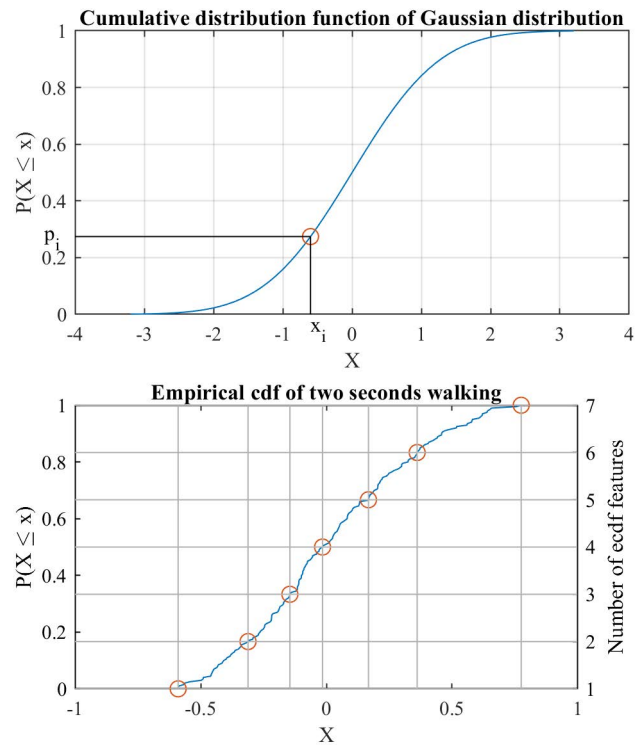 Cumulative distribution function of Gaussian distribution
1
0.8
0.6
0.4
0.2
0
P(X ≤ x)
p_i
-4 -3 -2 -1 x_i 0 1 2 3 4
X
Empirical cdf of two seconds walking
1
0.8
0.6
0.4
0.2
0
P(X ≤ x)
7
6
5
4
3
2
1
Number of ecdf features
-1 -0.5 0 0.5 1
X